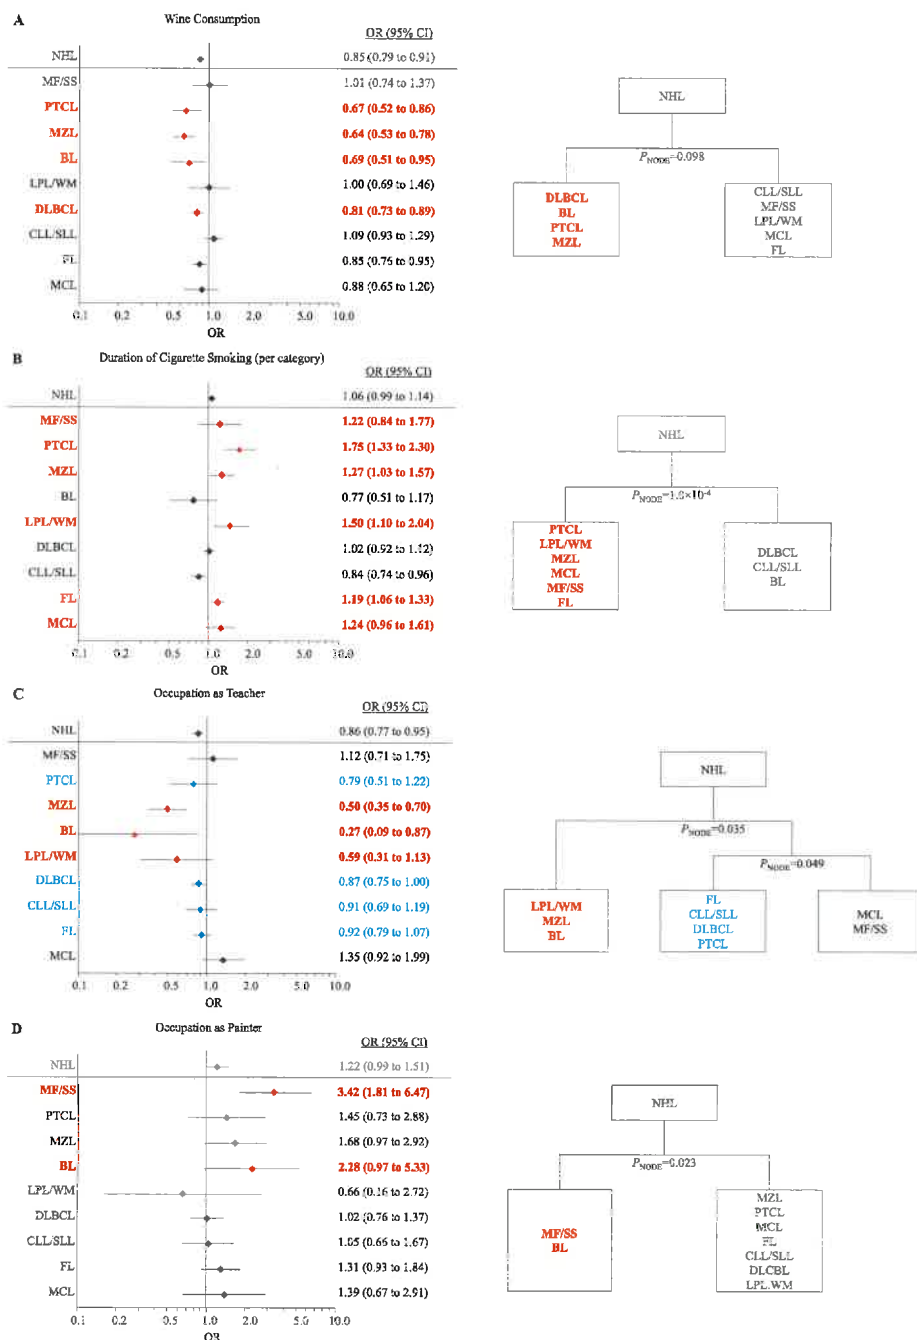 A
Wine Consumption
OR (95% CI)
NHL 0.85 (0.79 to 0.91)
MF/SS 1.01 (0.74 to 1.37)
PTCL 0.67 (0.52 to 0.86)
MZL 0.64 (0.53 to 0.78)
BL 0.69 (0.51 to 0.95)
LPL/WM 1.00 (0.69 to 1.46)
DLBCL 0.81 (0.73 to 0.89)
CLL/SLL 1.09 (0.93 to 1.29)
FL 0.85 (0.76 to 0.95)
MCL 0.88 (0.65 to 1.20)
0.1 0.2 0.5 1.0 2.0 5.0 10.0
OR
NHL
PNODE=0.098
DLBCL
BL
PTCL
MZL
CLL/SLL
MF/SS
LPL/WM
MCL
FL
B
Duration of Cigarette Smoking (per category)
OR (95% CI)
NHL 1.06 (0.99 to 1.14)
MF/SS 1.22 (0.84 to 1.77)
PTCL 1.75 (1.33 to 2.30)
MZL 1.27 (1.03 to 1.57)
BL 0.77 (0.51 to 1.17)
LPL/WM 1.50 (1.10 to 2.04)
DLBCL 1.02 (0.92 to 1.12)
CLL/SLL 0.84 (0.74 to 0.96)
FL 1.19 (1.06 to 1.33)
MCL 1.24 (0.96 to 1.61)
0.1 0.2 0.5 1.0 2.0 5.0 10.0
OR
NHL
PNODE=1.0×10⁻⁴
PTCL
LPL/WM
MZL
MCL
MF/SS
FL
DLBCL
CLL/SLL
BL
C
Occupation as Teacher
OR (95% CI)
NHL 0.86 (0.77 to 0.95)
MF/SS 1.12 (0.71 to 1.75)
PTCL 0.79 (0.51 to 1.22)
MZL 0.50 (0.35 to 0.70)
BL 0.27 (0.09 to 0.87)
LPL/WM 0.59 (0.31 to 1.13)
DLBCL 0.87 (0.75 to 1.00)
CLL/SLL 0.91 (0.69 to 1.19)
FL 0.92 (0.79 to 1.07)
MCL 1.35 (0.92 to 1.99)
0.1 0.2 0.5 1.0 2.0 5.0 10.0
OR
NHL
PNODE=0.035
PNODE=0.049
LPL/WM
MZL
BL
FL
CLL/SLL
DLBCL
PTCL
MCL
MF/SS
D
Occupation as Painter
OR (95% CI)
NHL 1.22 (0.99 to 1.51)
MF/SS 3.42 (1.81 to 6.47)
PTCL 1.45 (0.73 to 2.88)
MZL 1.68 (0.97 to 2.92)
BL 2.28 (0.97 to 5.33)
LPL/WM 0.66 (0.16 to 2.72)
DLBCL 1.02 (0.76 to 1.37)
CLL/SLL 1.05 (0.66 to 1.67)
FL 1.31 (0.93 to 1.84)
MCL 1.39 (0.67 to 2.91)
0.1 0.2 0.5 1.0 2.0 5.0 10.0
OR
NHL
PNODE=0.023
MF/SS
BL
MZL
PTCL
MCL
FL
CLL/SLL
DLCBL
LPL.WM